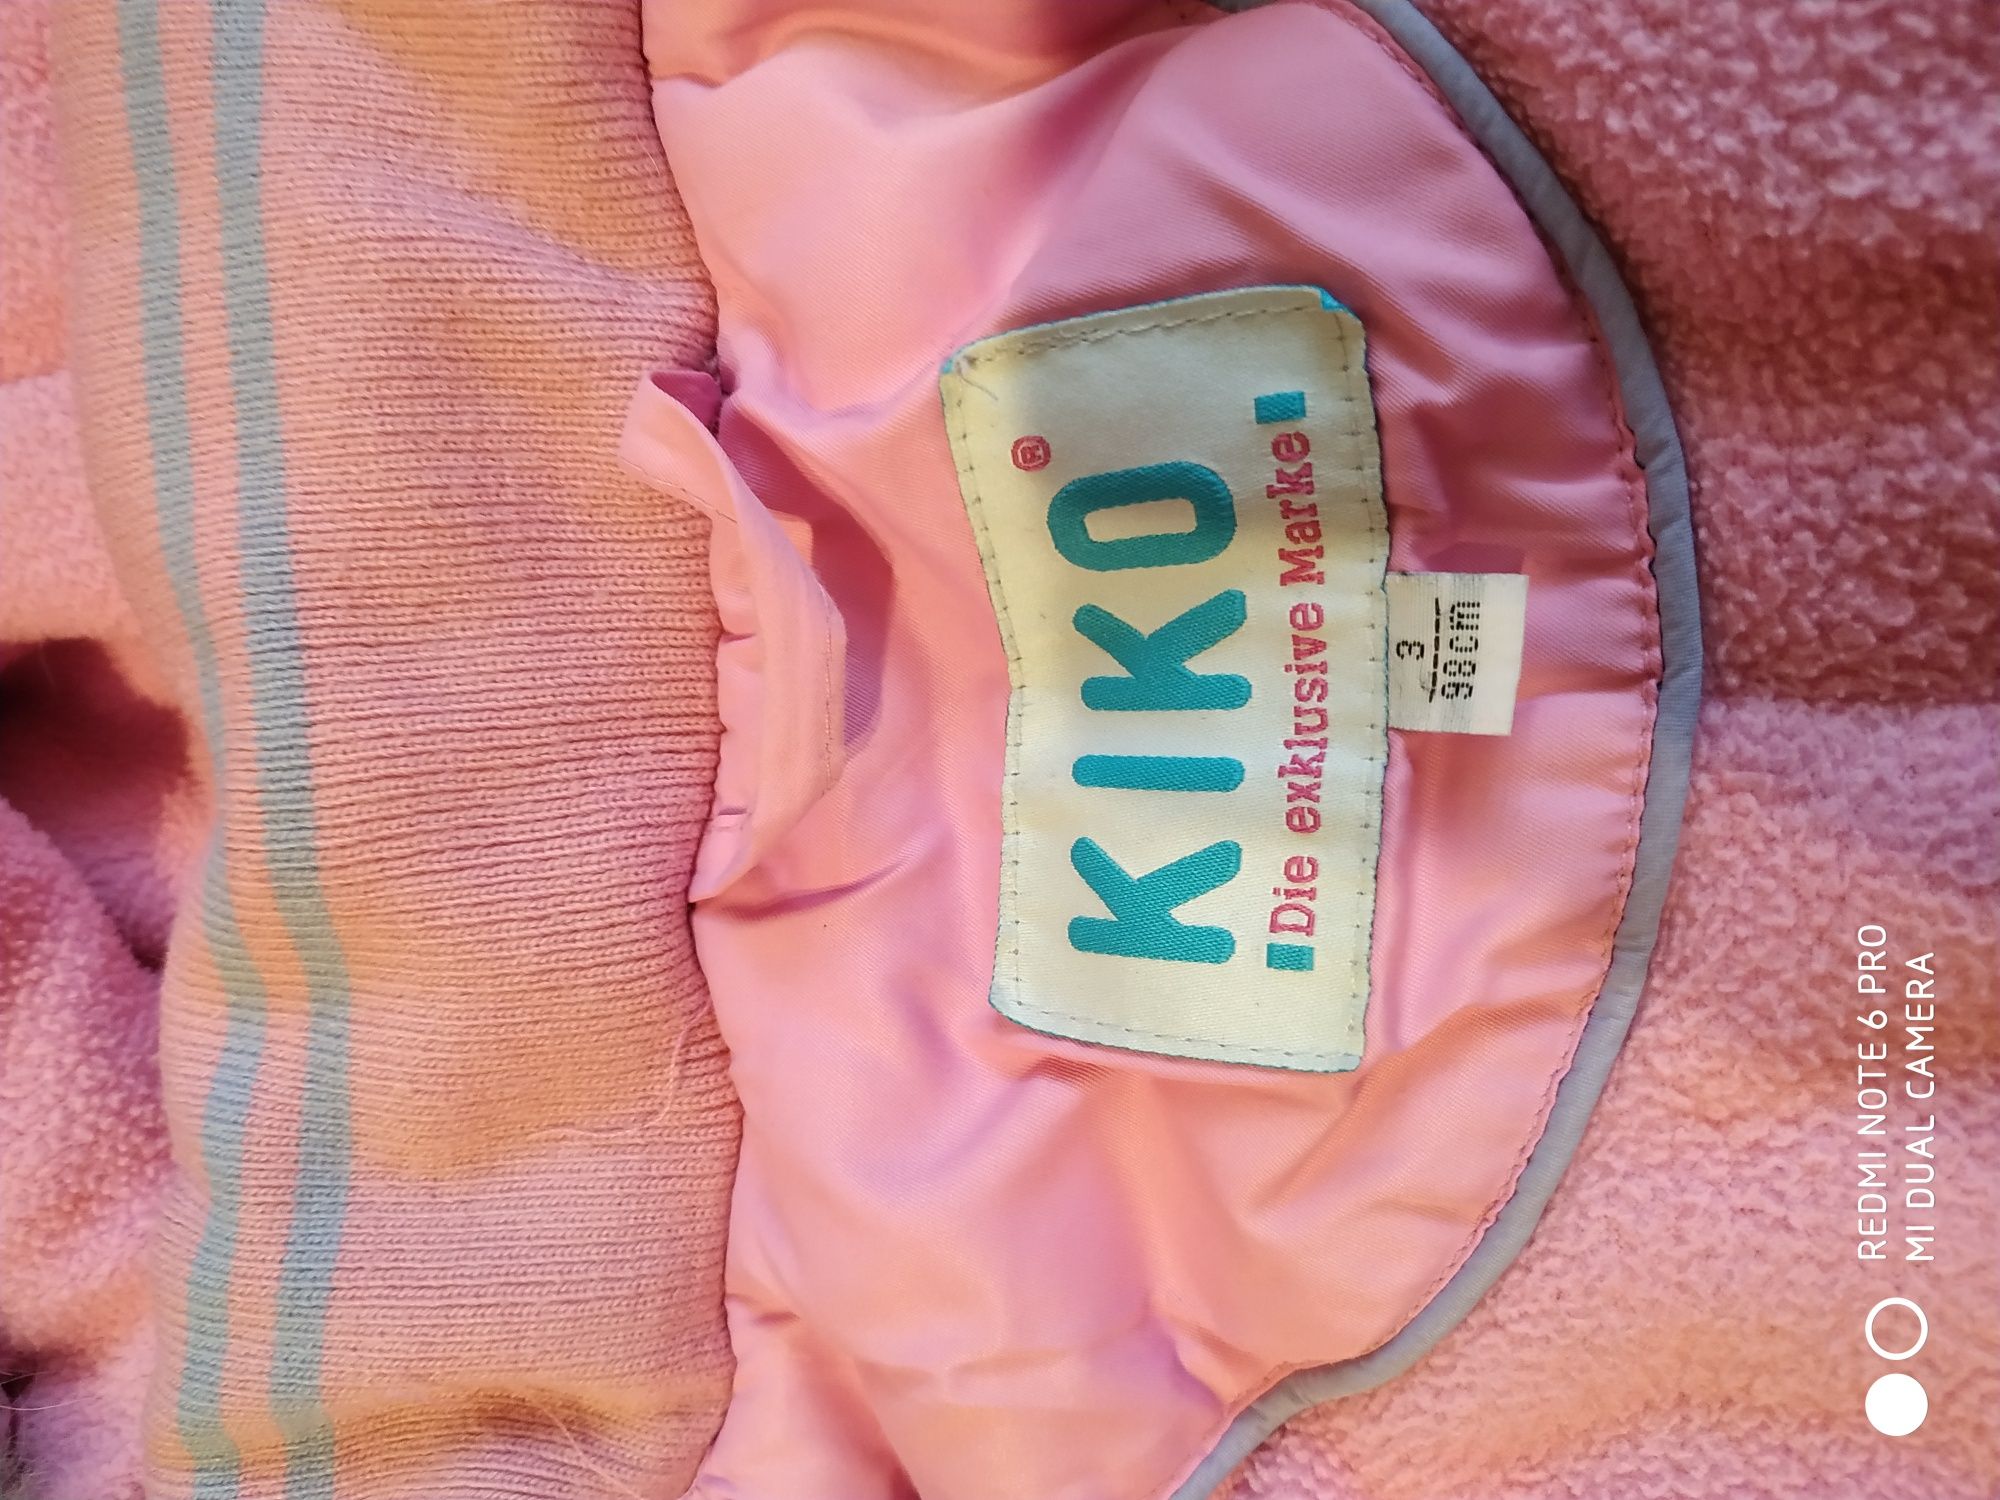 KIKO®
Die exklusive Marke
3
98cm
REDMI NOTE 6 PRO
MI DUAL CAMERA